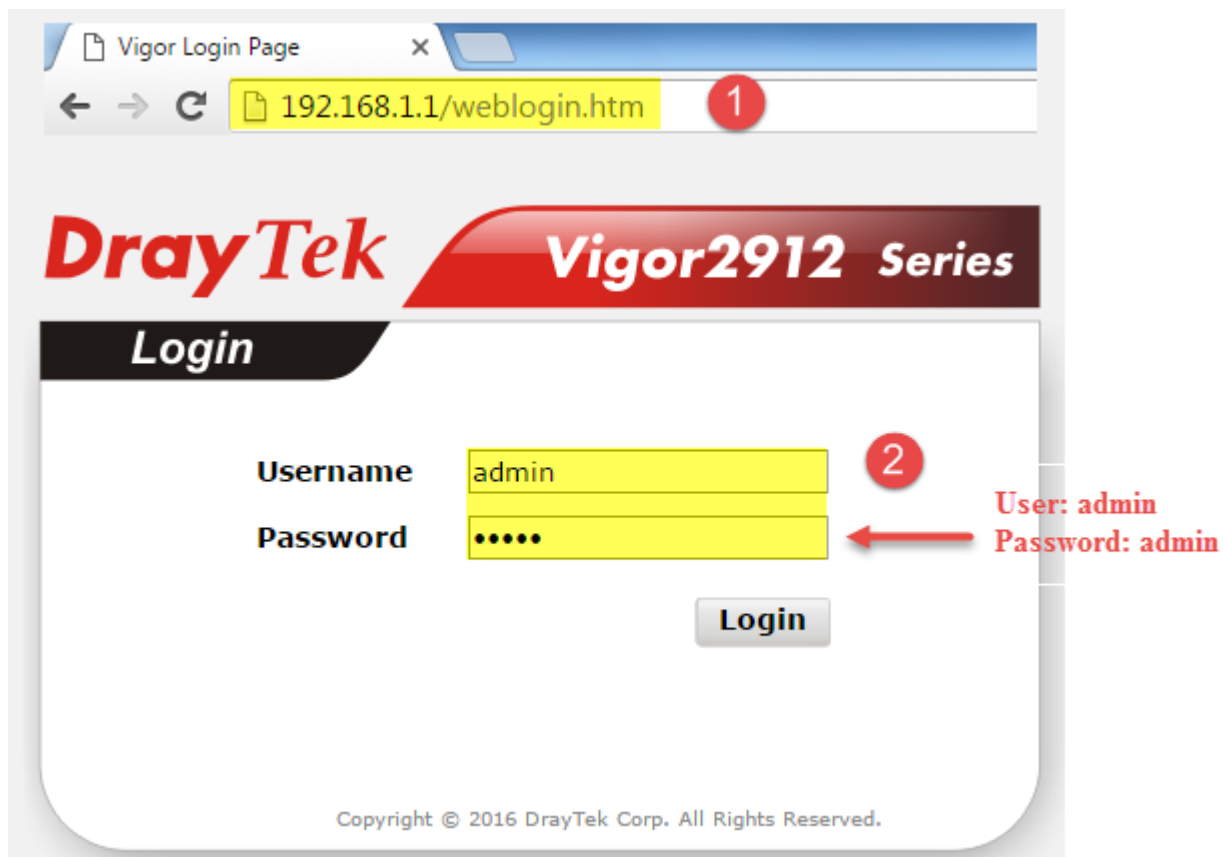 Vigor Login Page
192.168.1.1/weblogin.htm
1
DrayTek
Vigor2912 Series
Login
Username
admin
2
Password
•••••
User: admin
Password: admin
Login
Copyright © 2016 DrayTek Corp. All Rights Reserved.